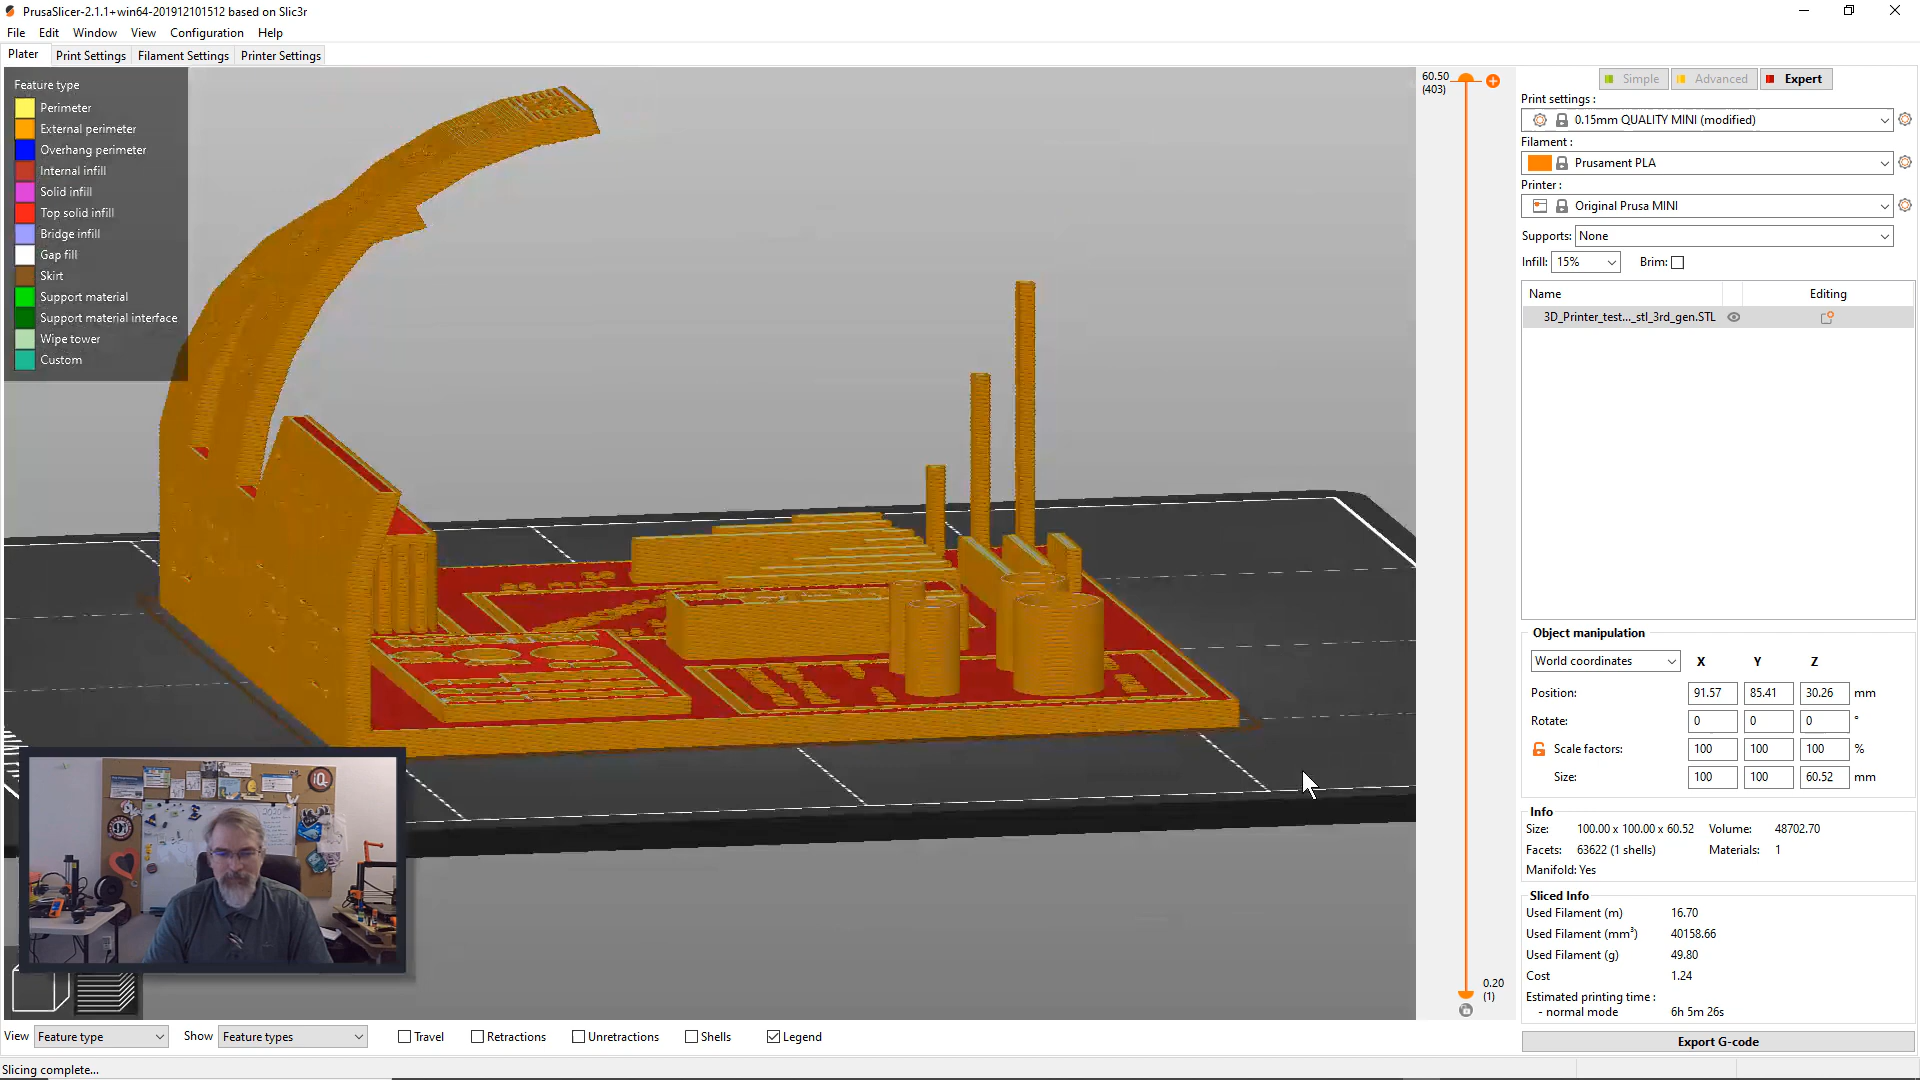 PrusaSlicer-2.1.1+win64-201912101512 based on Slic3r
File Edit Window View Configuration Help
Plater Print Settings Filament Settings Printer Settings
Feature type
Perimeter
External perimeter
Overhang perimeter
Internal infill
Solid infill
Top solid infill
Bridge infill
Gap fill
Skirt
Support material
Support material interface
Wipe tower
Custom
60.50
(403)
0.20
(1)
Simple Advanced Expert
Print settings :
0.15mm QUALITY MINI (modified)
Filament :
Prusament PLA
Printer :
Original Prusa MINI
Supports: None
Infill: 15% Brim:
Name Editing
3D_Printer_test..._stl_3rd_gen.STL
Object manipulation
World coordinates X Y Z
Position: 91.57 85.41 30.26 mm
Rotate: 0 0 0 °
Scale factors: 100 100 100 %
Size: 100 100 60.52 mm
Info
Size: 100.00 x 100.00 x 60.52 Volume: 48702.70
Facets: 63622 (1 shells) Materials: 1
Manifold: Yes
Sliced Info
Used Filament (m) 16.70
Used Filament (mm³) 40158.66
Used Filament (g) 49.80
Cost 1.24
Estimated printing time :
- normal mode 6h 5m 26s
Export G-code
View Feature type Show Feature types Travel Retractions Unretractions Shells Legend
Slicing complete...